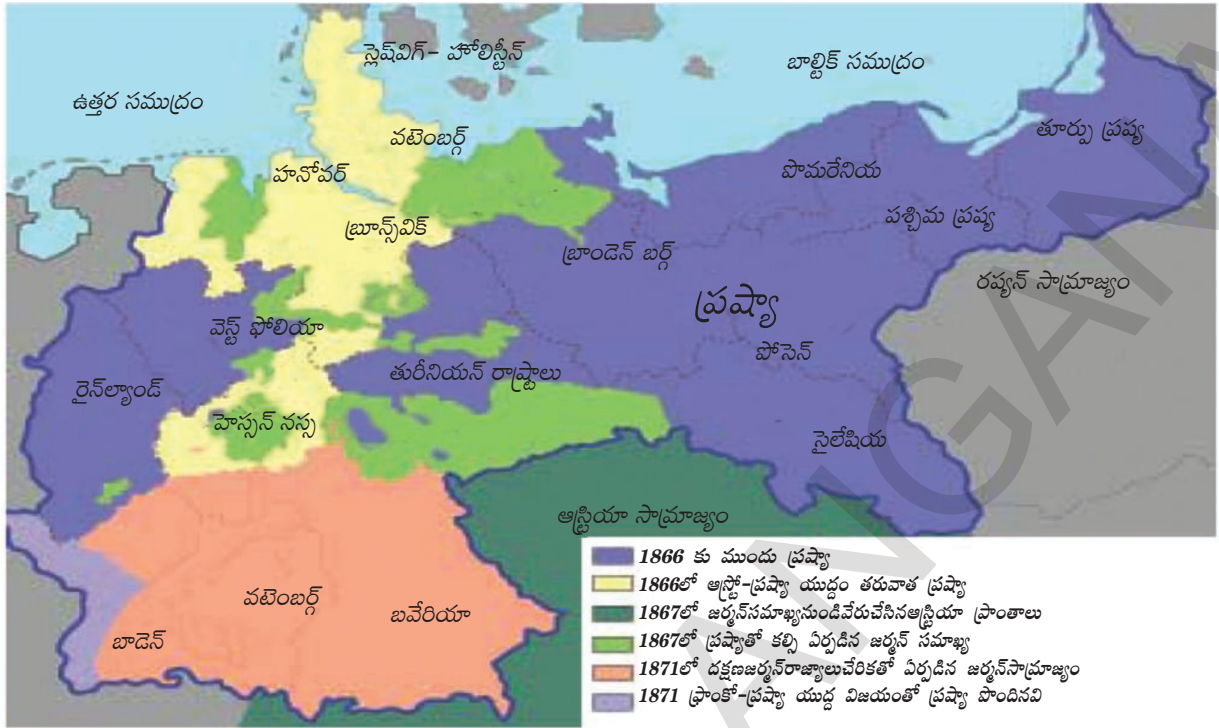 స్లెష్‌విగ్- హోలిస్టీన్
బాల్టిక్ సముద్రం
ఉత్తర సముద్రం
వటెంబర్గ్
తూర్పు ప్రష్య
హనోవర్
పొమరేనియ
బ్రూన్స్‌విక్
పశ్చిమ ప్రష్య
బ్రాండెన్ బర్గ్
రష్యన్ సామ్రాజ్యం
ప్రష్యా
వెస్ట్ ఫోలియా
పోసెన్
తురీనియన్ రాష్ట్రాలు
రైన్‌ల్యాండ్
హెస్సన్ నస్స
సైలేషియ
ఆస్ట్రియా సామ్రాజ్యం
వటెంబర్గ్
బవేరియా
బాడెన్
1866 కు ముందు ప్రష్యా
1866లో ఆస్ట్రో-ప్రష్యా యుద్ధం తరువాత ప్రష్యా
1867లో జర్మన్‌సమాఖ్యనుండివేరుచేసినఆస్ట్రియా ప్రాంతాలు
1867లో ప్రష్యాతో కల్సి ఏర్పడిన జర్మన్ సమాఖ్య
1871లో దక్షణజర్మన్‌రాజ్యాలుచేరికతో ఏర్పడిన జర్మన్‌సామ్రాజ్యం
1871 ఫ్రాంకో-ప్రష్యా యుద్ధ విజయంతో ప్రష్యా పొందినవి
ANGAN